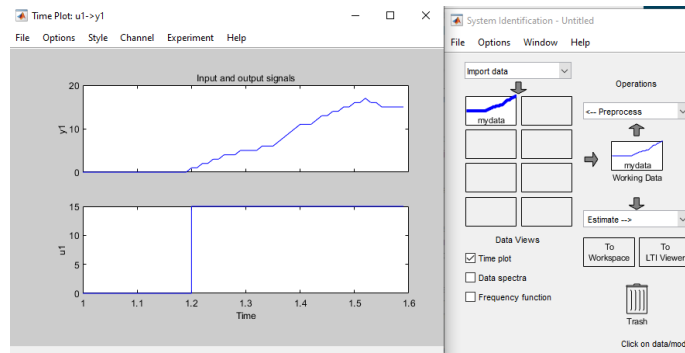 Time Plot: u1->y1
File Options Style Channel Experiment Help
Input and output signals
20
10
0
y1
15
10
5
0
u1
1 1.1 1.2 1.3 1.4 1.5 1.6
Time
System Identification - Untitled
File Options Window Help
Import data
Operations
mydata
<-- Preprocess
mydata
Working Data
Estimate -->
Data Views
To Workspace
To LTI Viewer
Time plot
Data spectra
Frequency function
Trash
Click on data/mod